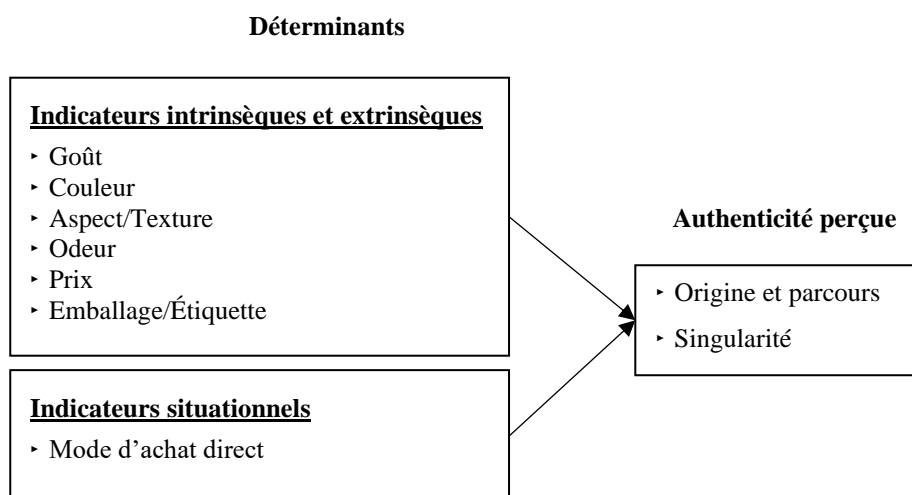 Déterminants
Indicateurs intrinsèques et extrinsèques
‣ Goût
‣ Couleur
‣ Aspect/Texture
‣ Odeur
‣ Prix
‣ Emballage/Étiquette
Authenticité perçue
‣ Origine et parcours
‣ Singularité
Indicateurs situationnels
‣ Mode d'achat direct